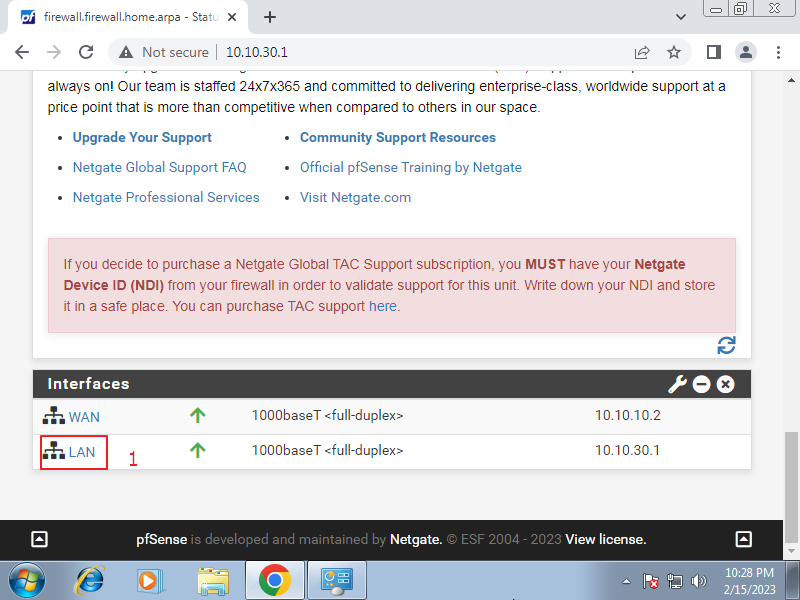 firewall.firewall.home.arpa - Statu
Not secure
10.10.30.1
always on! Our team is staffed 24x7x365 and committed to delivering enterprise-class, worldwide support at a
price point that is more than competitive when compared to others in our space.
Upgrade Your Support
Community Support Resources
Netgate Global Support FAQ
Official pfSense Training by Netgate
Netgate Professional Services
Visit Netgate.com
If you decide to purchase a Netgate Global TAC Support subscription, you MUST have your Netgate
Device ID (NDI) from your firewall in order to validate support for this unit. Write down your NDI and store
it in a safe place. You can purchase TAC support here.
Interfaces
WAN 1000baseT <full-duplex> 10.10.10.2
LAN 1 1000baseT <full-duplex> 10.10.30.1
pfSense is developed and maintained by Netgate. © ESF 2004 - 2023 View license.
10:28 PM
2/15/2023